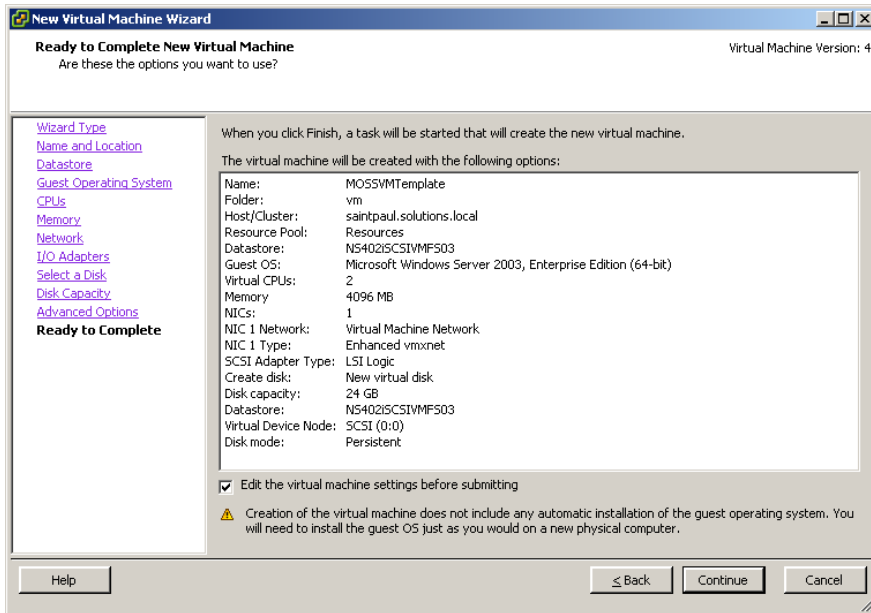 New Virtual Machine Wizard
Ready to Complete New Virtual Machine
Are these the options you want to use?
Virtual Machine Version: 4
Wizard Type
Name and Location
Datastore
Guest Operating System
CPUs
Memory
Network
I/O Adapters
Select a Disk
Disk Capacity
Advanced Options
Ready to Complete
When you click Finish, a task will be started that will create the new virtual machine.
The virtual machine will be created with the following options:
Name: MOSSVMTemplate
Folder: vm
Host/Cluster: saintpaul.solutions.local
Resource Pool: Resources
Datastore: NS402iSCSIVMFS03
Guest OS: Microsoft Windows Server 2003, Enterprise Edition (64-bit)
Virtual CPUs: 2
Memory 4096 MB
NICs: 1
NIC 1 Network: Virtual Machine Network
NIC 1 Type: Enhanced vmxnet
SCSI Adapter Type: LSI Logic
Create disk: New virtual disk
Disk capacity: 24 GB
Datastore: NS402iSCSIVMFS03
Virtual Device Node: SCSI (0:0)
Disk mode: Persistent
Edit the virtual machine settings before submitting
Creation of the virtual machine does not include any automatic installation of the guest operating system. You
will need to install the guest OS just as you would on a new physical computer.
Help
< Back
Continue
Cancel